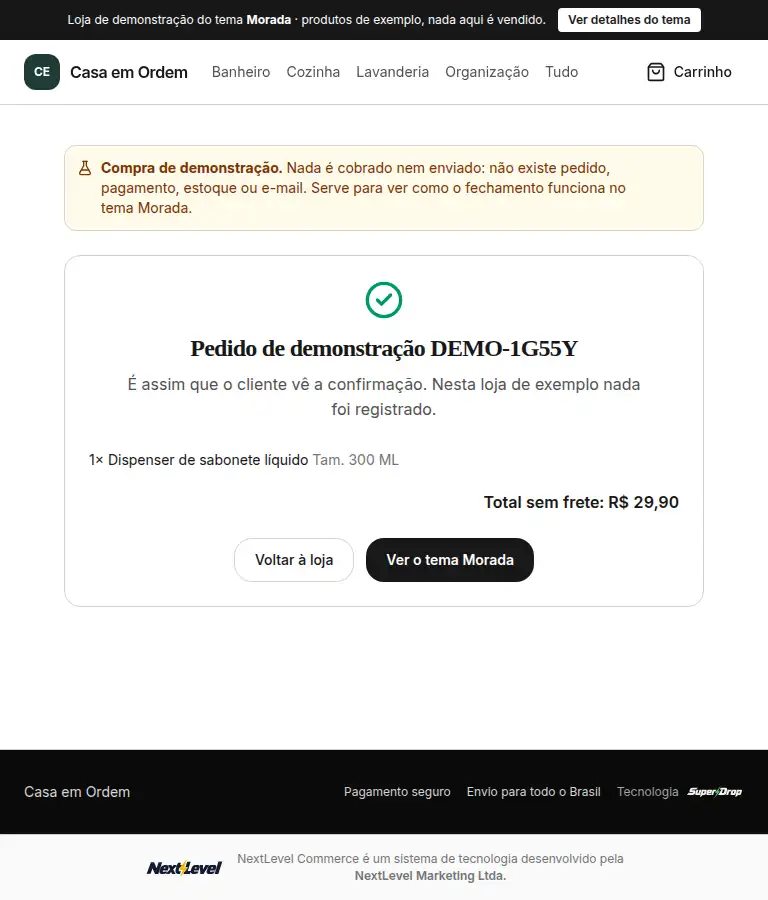 Loja de demonstração do tema Morada · produtos de exemplo, nada aqui é vendido. Ver detalhes do tema
CE Casa em Ordem Banheiro Cozinha Lavanderia Organização Tudo Carrinho
Compra de demonstração. Nada é cobrado nem enviado: não existe pedido,
pagamento, estoque ou e-mail. Serve para ver como o fechamento funciona no
tema Morada.
Pedido de demonstração DEMO-1G55Y
É assim que o cliente vê a confirmação. Nesta loja de exemplo nada
foi registrado.
1× Dispenser de sabonete líquido Tam. 300 ML
Total sem frete: R$ 29,90
Voltar à loja Ver o tema Morada
Casa em Ordem Pagamento seguro Envio para todo o Brasil Tecnologia SuperDrop
NextLevel NextLevel Commerce é um sistema de tecnologia desenvolvido pela
NextLevel Marketing Ltda.